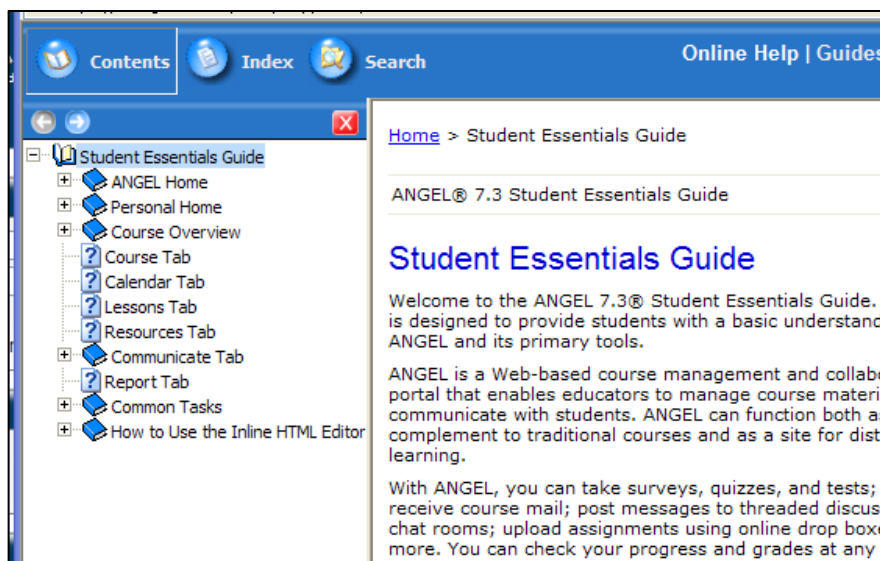 Contents Index Search
Online Help | Guides
Student Essentials Guide
ANGEL Home
Personal Home
Course Overview
Course Tab
Calendar Tab
Lessons Tab
Resources Tab
Communicate Tab
Report Tab
Common Tasks
How to Use the Inline HTML Editor
Home > Student Essentials Guide
ANGEL® 7.3 Student Essentials Guide
Student Essentials Guide
Welcome to the ANGEL 7.3® Student Essentials Guide.
is designed to provide students with a basic understand
ANGEL and its primary tools.
ANGEL is a Web-based course management and collabo
portal that enables educators to manage course materi
communicate with students. ANGEL can function both as
complement to traditional courses and as a site for dist
learning.
With ANGEL, you can take surveys, quizzes, and tests;
receive course mail; post messages to threaded discus
chat rooms; upload assignments using online drop boxe
more. You can check your progress and grades at any